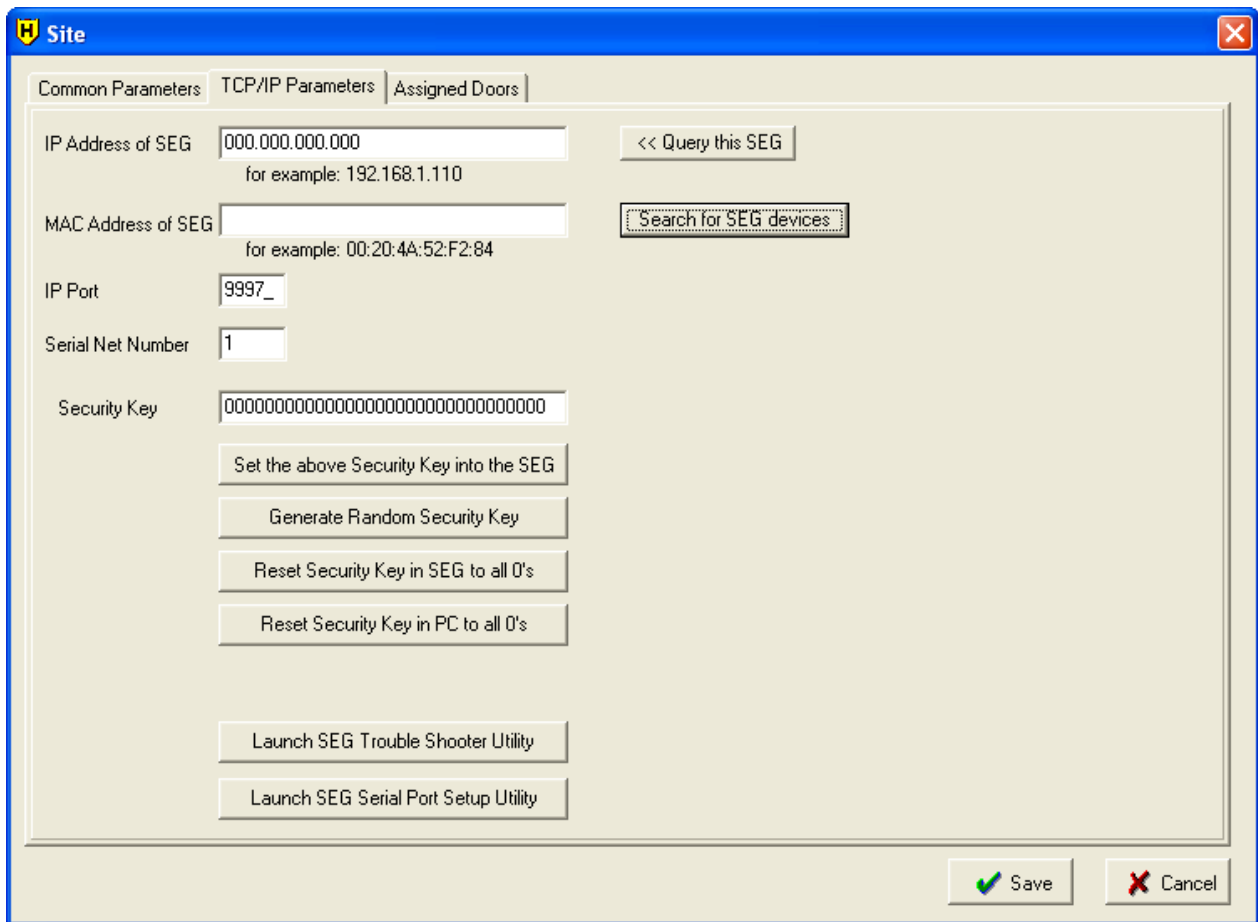 H Site
Common Parameters TCP/IP Parameters Assigned Doors
IP Address of SEG 000.000.000.000 << Query this SEG
for example: 192.168.1.110
MAC Address of SEG Search for SEG devices
for example: 00:20:4A:52:F2:84
IP Port 9997_
Serial Net Number 1
Security Key 00000000000000000000000000000000
Set the above Security Key into the SEG
Generate Random Security Key
Reset Security Key in SEG to all 0's
Reset Security Key in PC to all 0's
Launch SEG Trouble Shooter Utility
Launch SEG Serial Port Setup Utility
Save Cancel